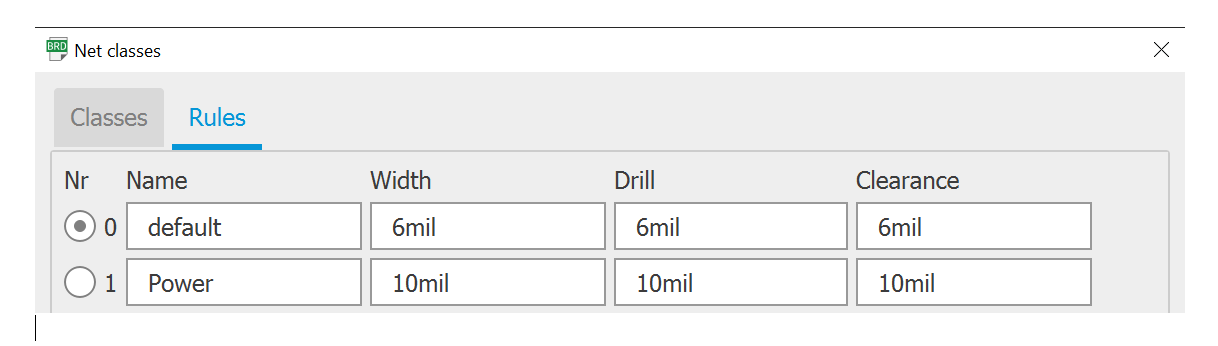 BRD Net classes
Classes Rules
Nr Name Width Drill Clearance
0 default 6mil 6mil 6mil
1 Power 10mil 10mil 10mil